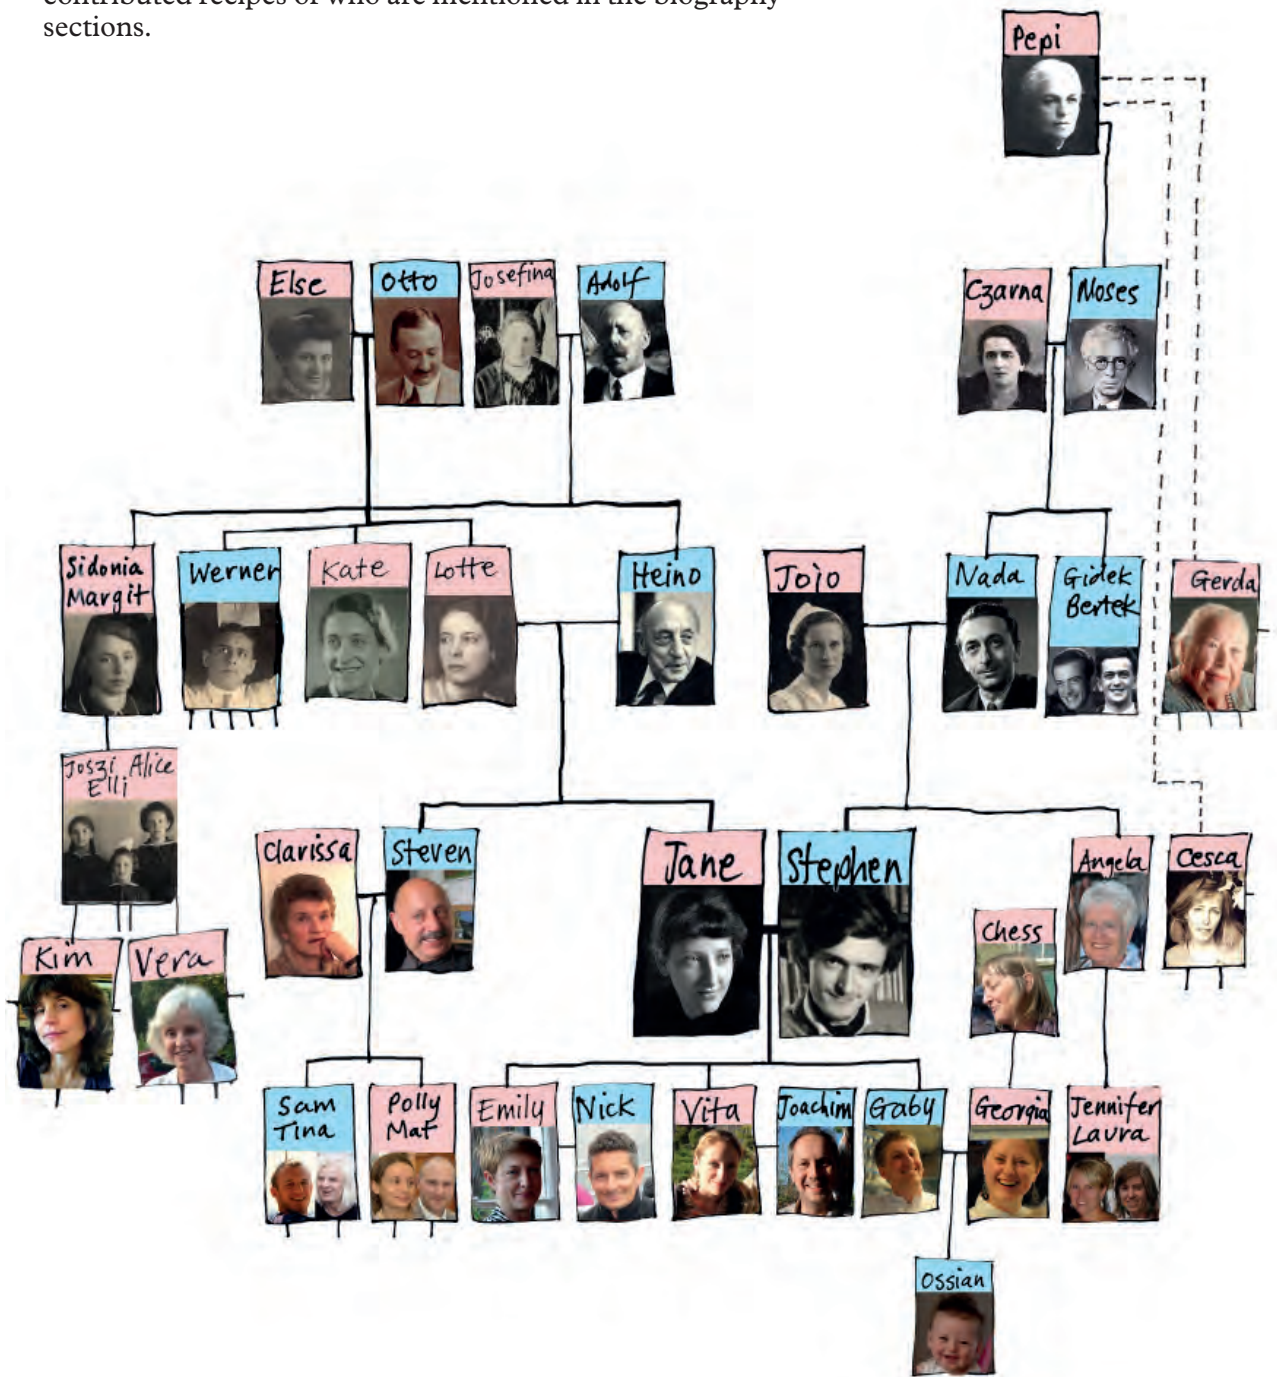 contributed recipes or who are mentioned in the biography
sections.
Pepi
Else
Otto
Josefina
Adolf
Czarna
Moses
Sidonia
Margit
Werner
Kate
Lotte
Heino
Jojo
Nada
Gidek
Bertek
Gerda
Joszi Alice
Elli
Clarissa
Steven
Jane
Stephen
Angela
Cesca
Chess
Kim
Vera
Sam
Tina
Polly
Mat
Emily
Nick
Vita
Joachim
Gaby
Georgia
Jennifer
Laura
Ossian